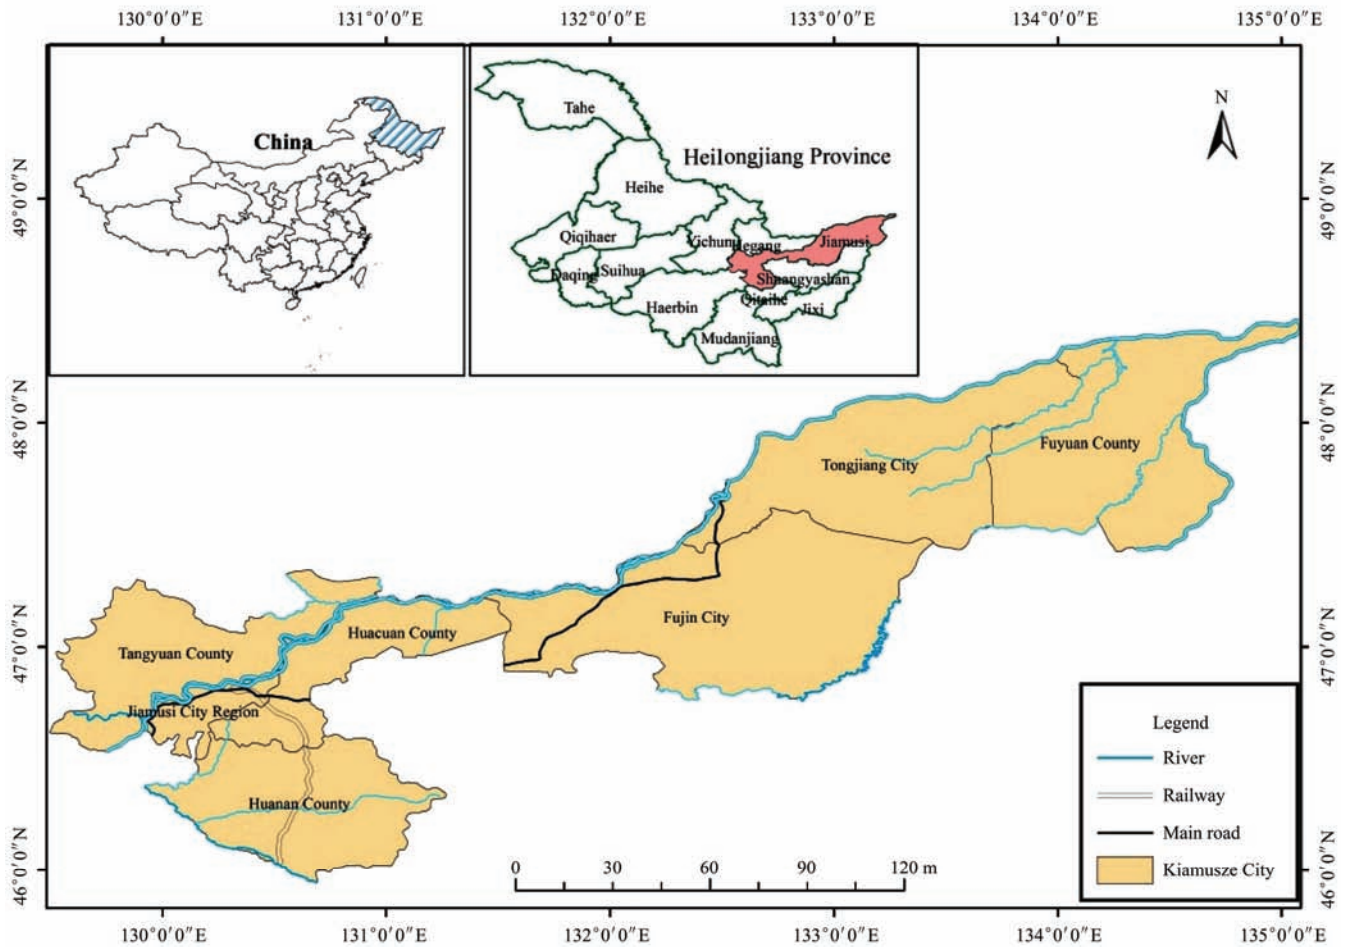 130°0′0″E 131°0′0″E 132°0′0″E 133°0′0″E 134°0′0″E 135°0′0″E
N
China
Tahe
Heilongjiang Province
Heihe
49°0′0″N 49°0′0″N
Qiqihaer
Yichun
Hegang
Jiamusi
Daqing
Suihua
Shuangyashan
Qitaihe
Haerbin
Jixi
Mudanjiang
48°0′0″N 48°0′0″N
Fuyuan County
Tongjiang City
Fujin City
Huacuan County
Tangyuan County
47°0′0″N 47°0′0″N
Jiamusi City Region
Huanan County
Legend
River
Railway
Main road
Kiamusze City
0 30 60 90 120 m
46°0′0″N 46°0′0″N
130°0′0″E 131°0′0″E 132°0′0″E 133°0′0″E 134°0′0″E 135°0′0″E